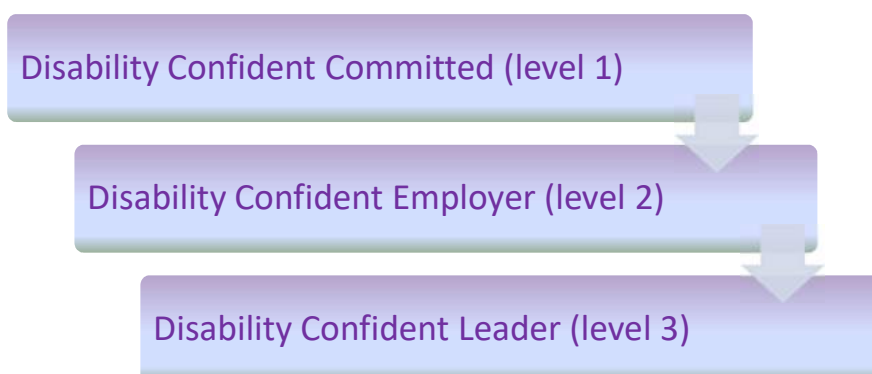 Disability Confident Committed (level 1)
Disability Confident Employer (level 2)
Disability Confident Leader (level 3)